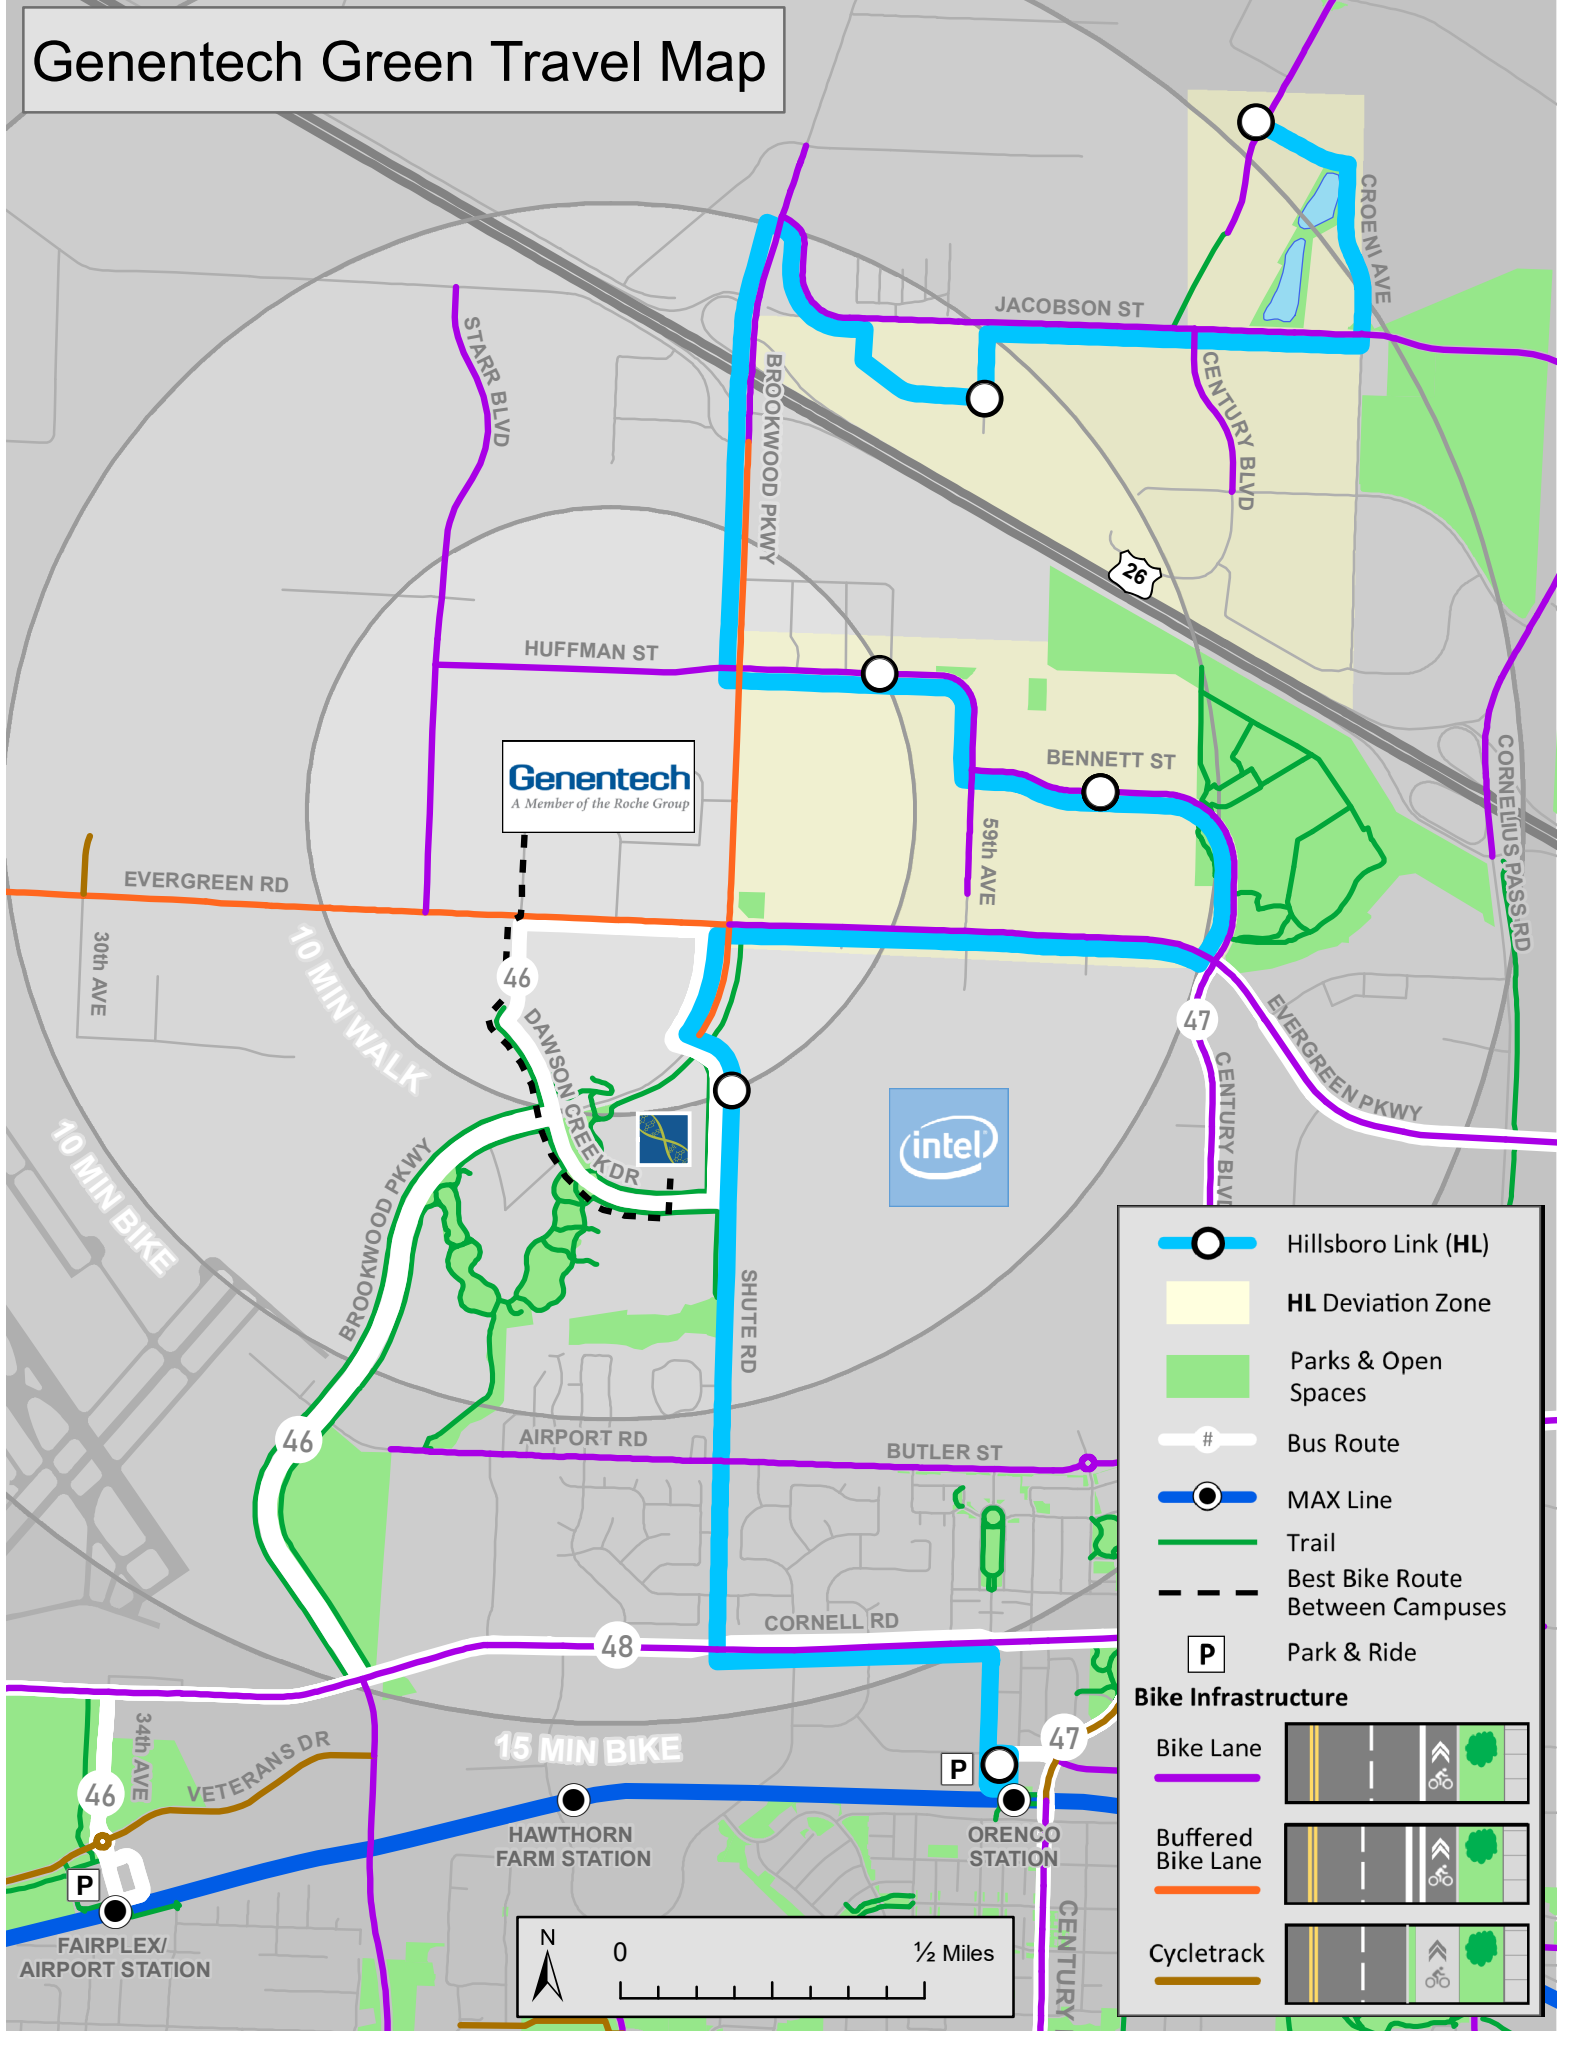 Genentech Green Travel Map
CROENI AVE
JACOBSON ST
STARR BLVD
BROOKWOOD PKWY
CENTURY BLVD
26
HUFFMAN ST
BENNETT ST
CORNELIUS PASS RD
Genentech
A Member of the Roche Group
59th AVE
EVERGREEN RD
30th AVE
10 MIN WALK
46
DAWSON CREEK DR
47
EVERGREEN PKWY
CENTURY BLVD
intel
10 MIN BIKE
BROOKWOOD PKWY
SHUTE RD
46
AIRPORT RD
BUTLER ST
CORNELL RD
48
34th AVE
VETERANS DR
15 MIN BIKE
47
P
46
HAWTHORN
FARM STATION
ORENCO
STATION
P
FAIRPLEX/
AIRPORT STATION
CENTURY
N
0
½ Miles
Hillsboro Link (HL)
HL Deviation Zone
Parks & Open
Spaces
#
Bus Route
MAX Line
Trail
Best Bike Route
Between Campuses
P
Park & Ride
Bike Infrastructure
Bike Lane
Buffered
Bike Lane
Cycletrack